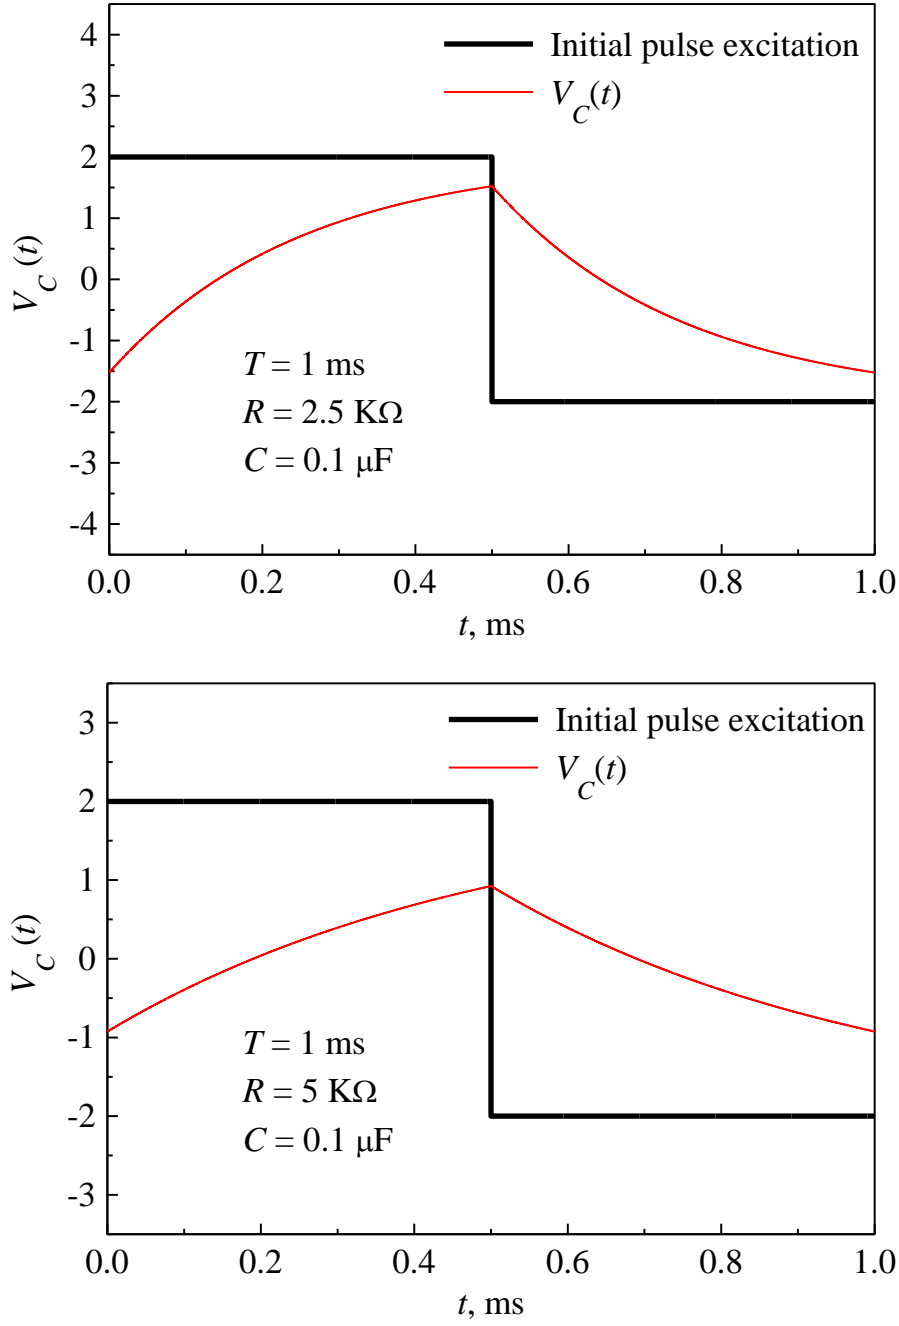 4
3
2
1
0
-1
-2
-3
-4
V_C(t)
Initial pulse excitation
V_C(t)
T = 1 ms
R = 2.5 KΩ
C = 0.1 μF
0.0 0.2 0.4 0.6 0.8 1.0
t, ms
3
2
1
0
-1
-2
-3
V_C(t)
Initial pulse excitation
V_C(t)
T = 1 ms
R = 5 KΩ
C = 0.1 μF
0.0 0.2 0.4 0.6 0.8 1.0
t, ms